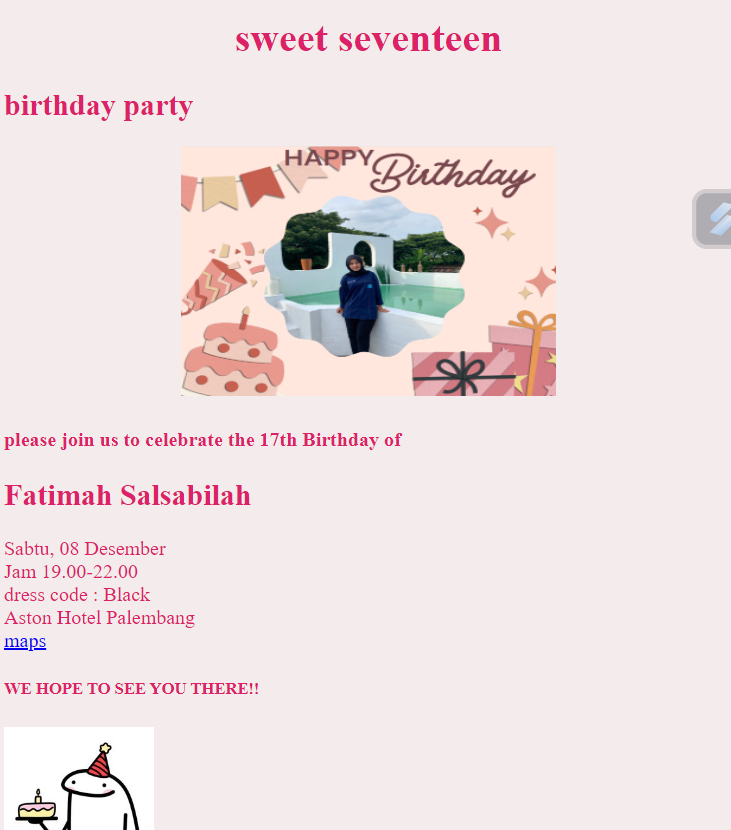 sweet seventeen
birthday party
HAPPY Birthday
please join us to celebrate the 17th Birthday of
Fatimah Salsabilah
Sabtu, 08 Desember
Jam 19.00-22.00
dress code : Black
Aston Hotel Palembang
maps
WE HOPE TO SEE YOU THERE!!